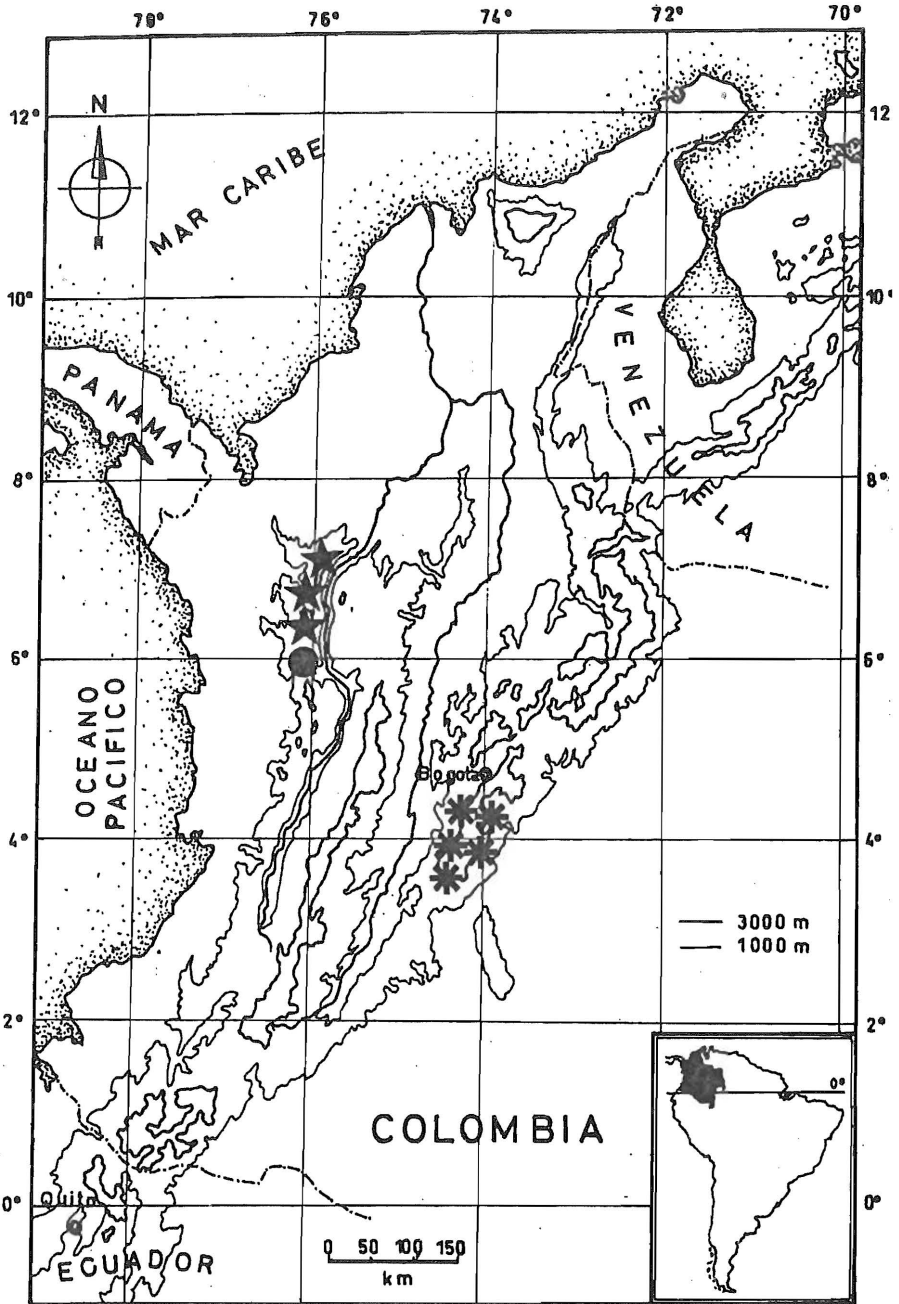 78° 76° 74° 72° 70°
N
12° 12°
MAR CARIBE
10° 10°
PANAMA
VENEZUELA
8° 8°
6° 6°
OCEANO
PACIFICO
Bogota
4° 4°
3000 m
1000 m
2° 2°
0°
COLOMBIA
Quito
0° 0°
ECUADOR
0 50 100 150
km